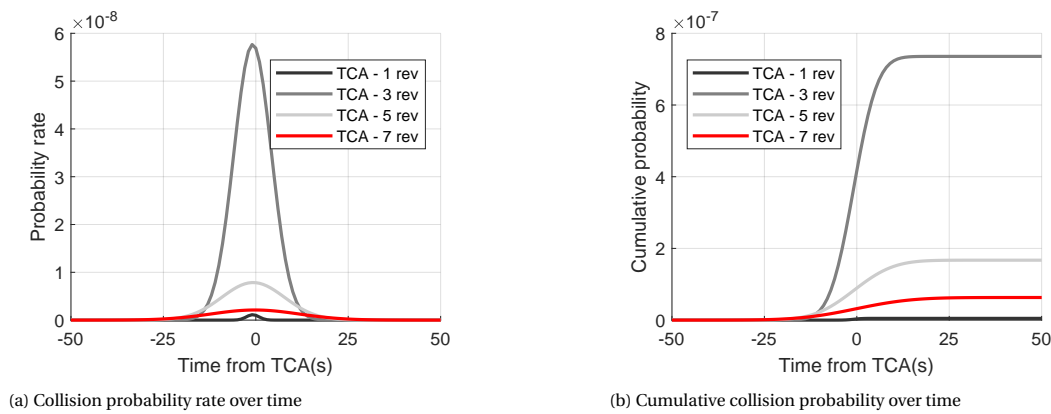 ×10⁻⁸
6
5
4
3
2
1
0
Probability rate
TCA - 1 rev
TCA - 3 rev
TCA - 5 rev
TCA - 7 rev
-50
-25
0
25
50
Time from TCA(s)
(a) Collision probability rate over time
×10⁻⁷
8
6
4
2
0
Cumulative probability
TCA - 1 rev
TCA - 3 rev
TCA - 5 rev
TCA - 7 rev
-50
-25
0
25
50
Time from TCA(s)
(b) Cumulative collision probability over time